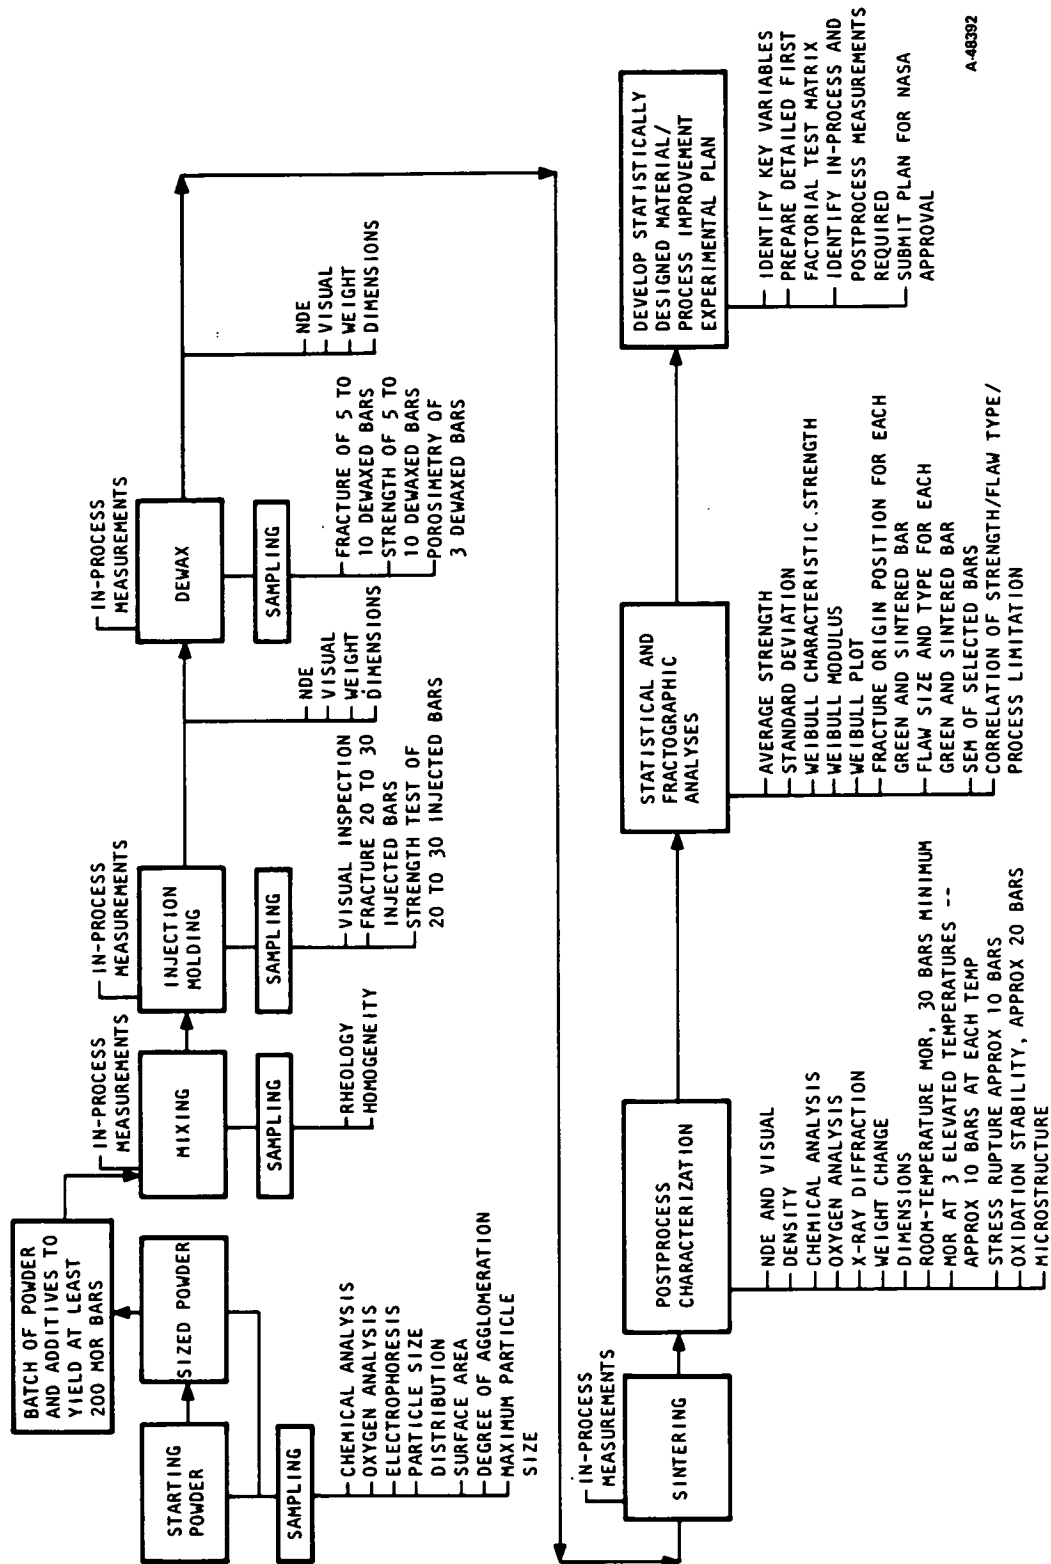 BATCH OF POWDER
AND ADDITIVES TO
YIELD AT LEAST
200 MOR BARS
STARTING
POWDER
SIZED POWDER
SAMPLING
CHEMICAL ANALYSIS
OXYGEN ANALYSIS
ELECTROPHORESIS
PARTICLE SIZE
DISTRIBUTION
SURFACE AREA
DEGREE OF AGGLOMERATION
MAXIMUM PARTICLE
SIZE
IN-PROCESS
MEASUREMENTS
MIXING
SAMPLING
RHEOLOGY
HOMOGENEITY
IN-PROCESS
MEASUREMENTS
INJECTION
MOLDING
SAMPLING
VISUAL INSPECTION
FRACTURE 20 TO 30
INJECTED BARS
STRENGTH TEST OF
20 TO 30 INJECTED BARS
NDE
VISUAL
WEIGHT
DIMENSIONS
IN-PROCESS
MEASUREMENTS
DEWAX
SAMPLING
FRACTURE OF 5 TO
10 DEWAXED BARS
STRENGTH OF 5 TO
10 DEWAXED BARS
POROSIMETRY OF
3 DEWAXED BARS
NDE
VISUAL
WEIGHT
DIMENSIONS
IN-PROCESS
MEASUREMENTS
SINTERING
POSTPROCESS
CHARACTERIZATION
NDE AND VISUAL
DENSITY
CHEMICAL ANALYSIS
OXYGEN ANALYSIS
X-RAY DIFFRACTION
WEIGHT CHANGE
DIMENSIONS
ROOM-TEMPERATURE MOR, 30 BARS MINIMUM
MOR AT 3 ELEVATED TEMPERATURES --
APPROX 10 BARS AT EACH TEMP
STRESS RUPTURE APPROX 10 BARS
OXIDATION STABILITY, APPROX 20 BARS
MICROSTRUCTURE
STATISTICAL AND
FRACTOGRAPHIC
ANALYSES
AVERAGE STRENGTH
STANDARD DEVIATION
WEIBULL CHARACTERISTIC STRENGTH
WEIBULL MODULUS
WEIBULL PLOT
FRACTURE ORIGIN POSITION FOR EACH
GREEN AND SINTERED BAR
FLAW SIZE AND TYPE FOR EACH
GREEN AND SINTERED BAR
SEM OF SELECTED BARS
CORRELATION OF STRENGTH/FLAW TYPE/
PROCESS LIMITATION
DEVELOP STATISTICALLY
DESIGNED MATERIAL/
PROCESS IMPROVEMENT
EXPERIMENTAL PLAN
IDENTIFY KEY VARIABLES
PREPARE DETAILED FIRST
FACTORIAL TEST MATRIX
IDENTIFY IN-PROCESS AND
POSTPROCESS MEASUREMENTS
REQUIRED
SUBMIT PLAN FOR NASA
APPROVAL
A-48392